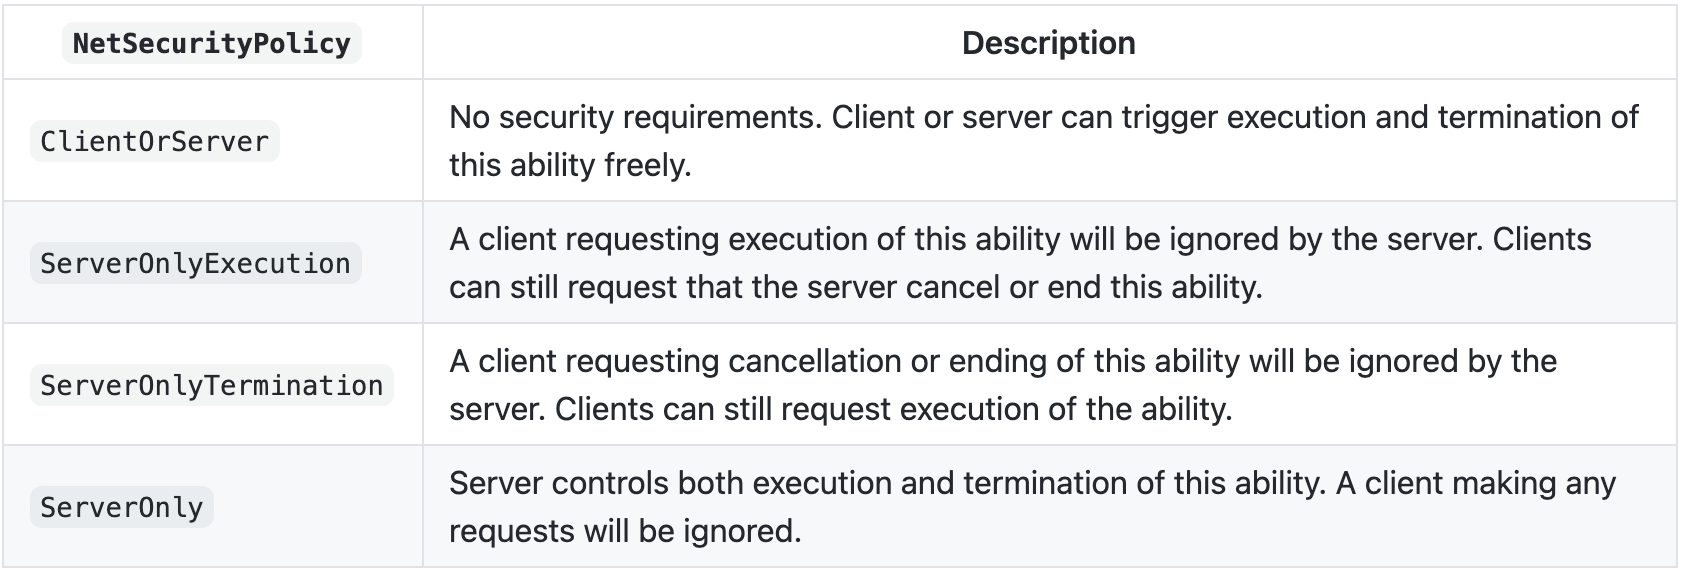 NetSecurityPolicy
Description
ClientOrServer
No security requirements. Client or server can trigger execution and termination of
this ability freely.
ServerOnlyExecution
A client requesting execution of this ability will be ignored by the server. Clients
can still request that the server cancel or end this ability.
ServerOnlyTermination
A client requesting cancellation or ending of this ability will be ignored by the
server. Clients can still request execution of the ability.
ServerOnly
Server controls both execution and termination of this ability. A client making any
requests will be ignored.